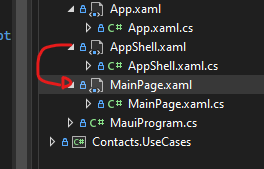 App.xaml
C# App.xaml.cs
AppShell.xaml
C# AppShell.xaml.cs
MainPage.xaml
C# MainPage.xaml.cs
C# MauiProgram.cs
C# Contacts.UseCases